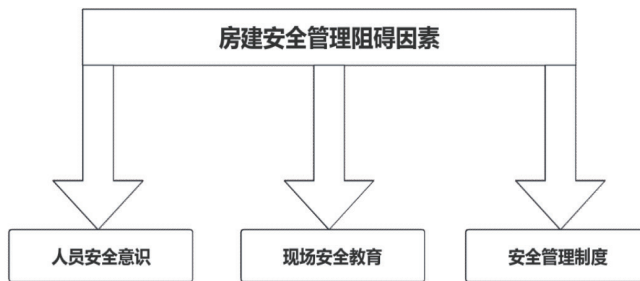 房建安全管理阻碍因素
人员安全意识
现场安全教育
安全管理制度